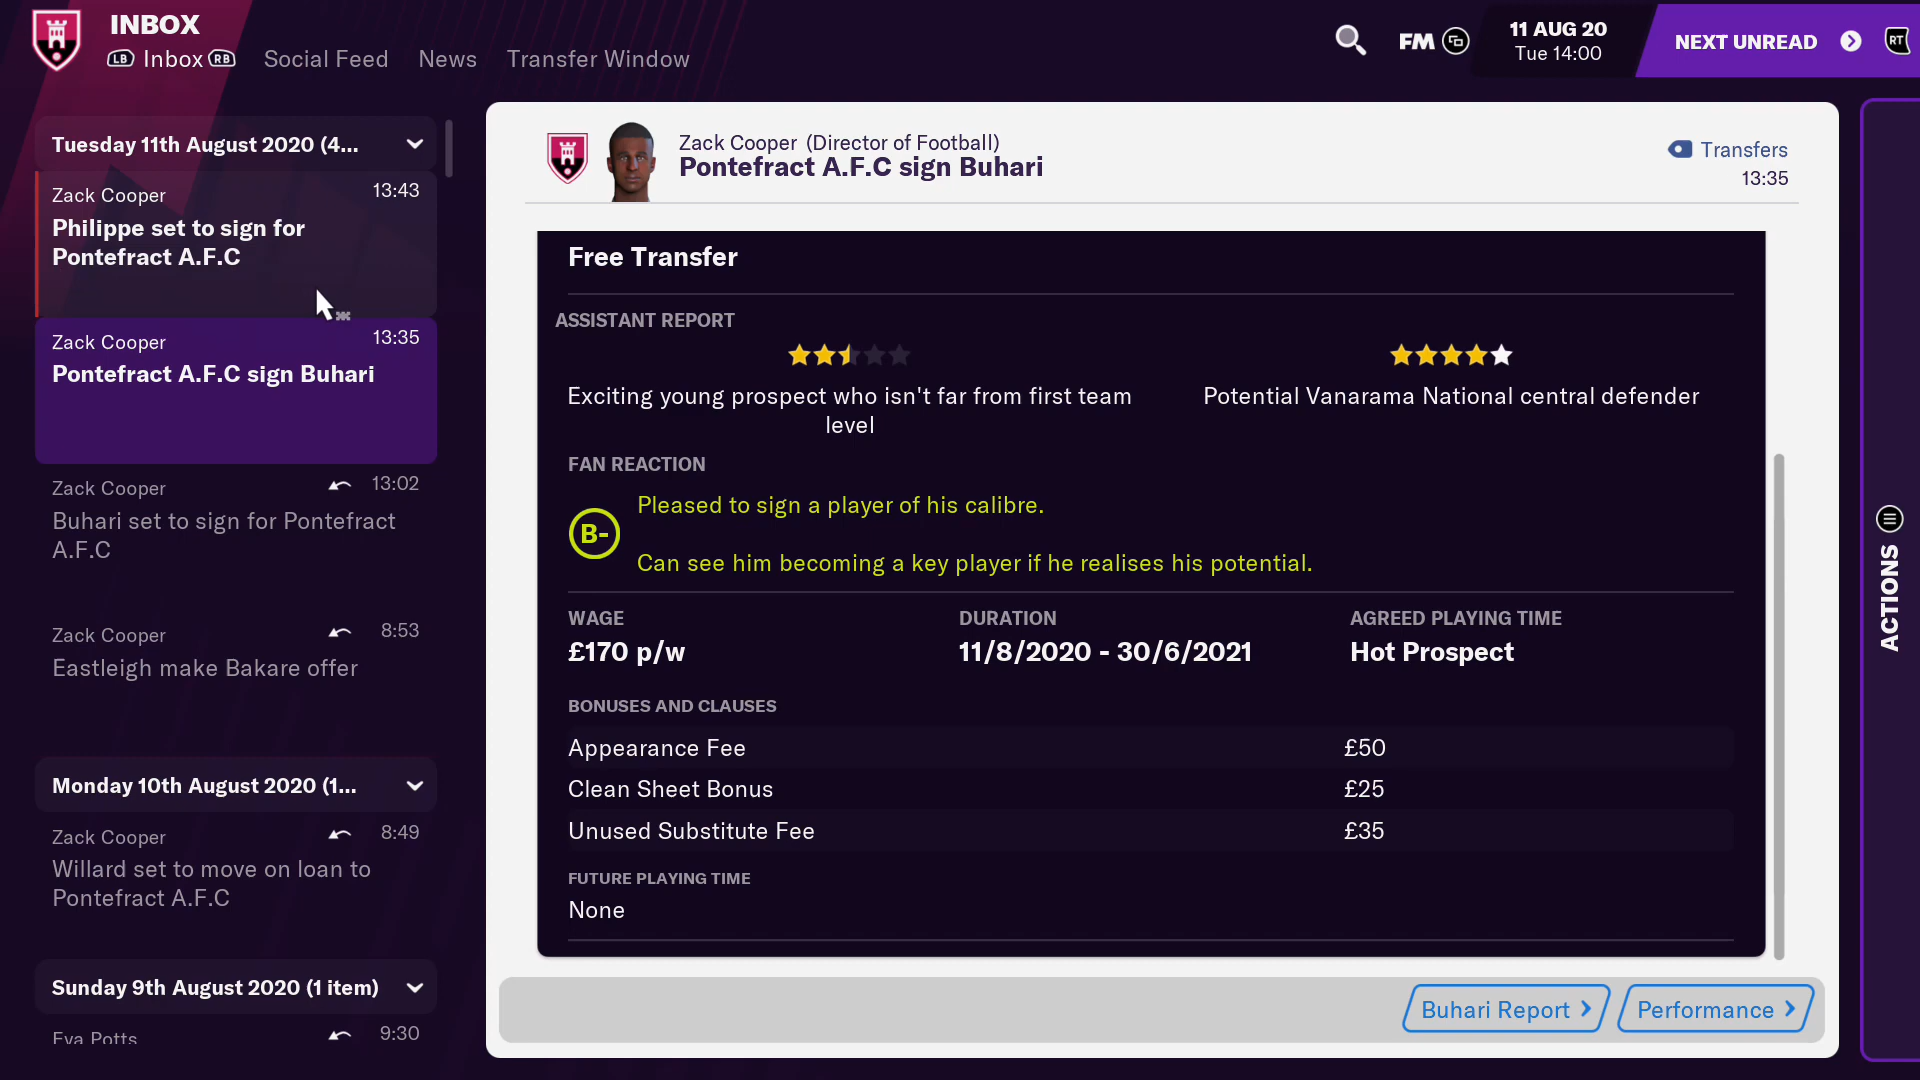 INBOX
LB Inbox RB Social Feed News Transfer Window
FM
11 AUG 20
Tue 14:00
NEXT UNREAD
RT
Tuesday 11th August 2020 (4...
Zack Cooper 13:43
Philippe set to sign for
Pontefract A.F.C
Zack Cooper 13:35
Pontefract A.F.C sign Buhari
Zack Cooper 13:02
Buhari set to sign for Pontefract
A.F.C
Zack Cooper 8:53
Eastleigh make Bakare offer
Monday 10th August 2020 (1...
Zack Cooper 8:49
Willard set to move on loan to
Pontefract A.F.C
Sunday 9th August 2020 (1 item)
Eva Potts 9:30
Zack Cooper (Director of Football)
Pontefract A.F.C sign Buhari
Transfers
13:35
Free Transfer
ASSISTANT REPORT
Exciting young prospect who isn't far from first team
level
Potential Vanarama National central defender
FAN REACTION
B-
Pleased to sign a player of his calibre.
Can see him becoming a key player if he realises his potential.
WAGE DURATION AGREED PLAYING TIME
£170 p/w 11/8/2020 - 30/6/2021 Hot Prospect
BONUSES AND CLAUSES
Appearance Fee £50
Clean Sheet Bonus £25
Unused Substitute Fee £35
FUTURE PLAYING TIME
None
Buhari Report Performance
ACTIONS